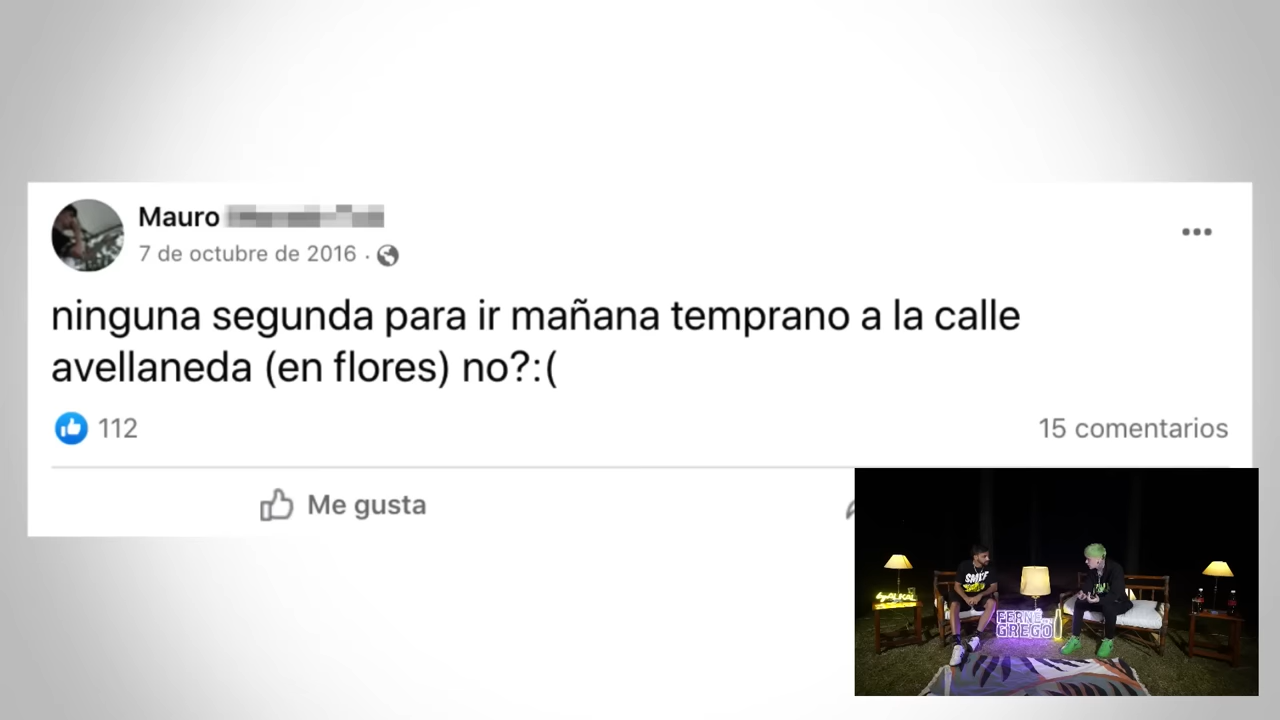 Mauro
7 de octubre de 2016 ·
ninguna segunda para ir mañana temprano a la calle
avellaneda (en flores) no?:(
112
15 comentarios
Me gusta
FERNE
GREGO